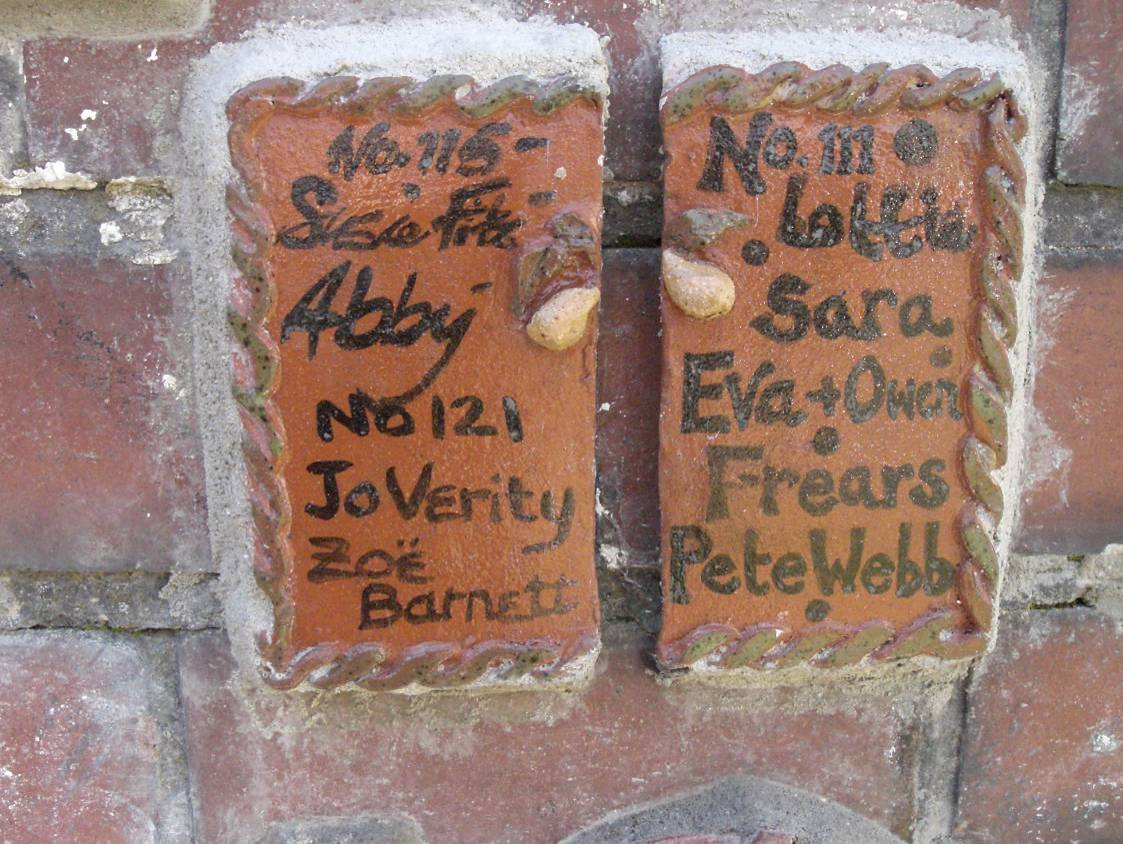 No. 115 -
Susie Fitz -
Abby -
No 121
Jo Verity
Zoë
Barnett
No. 111
Lottie
Sara
Eva + Owen
Frears
Pete Webb